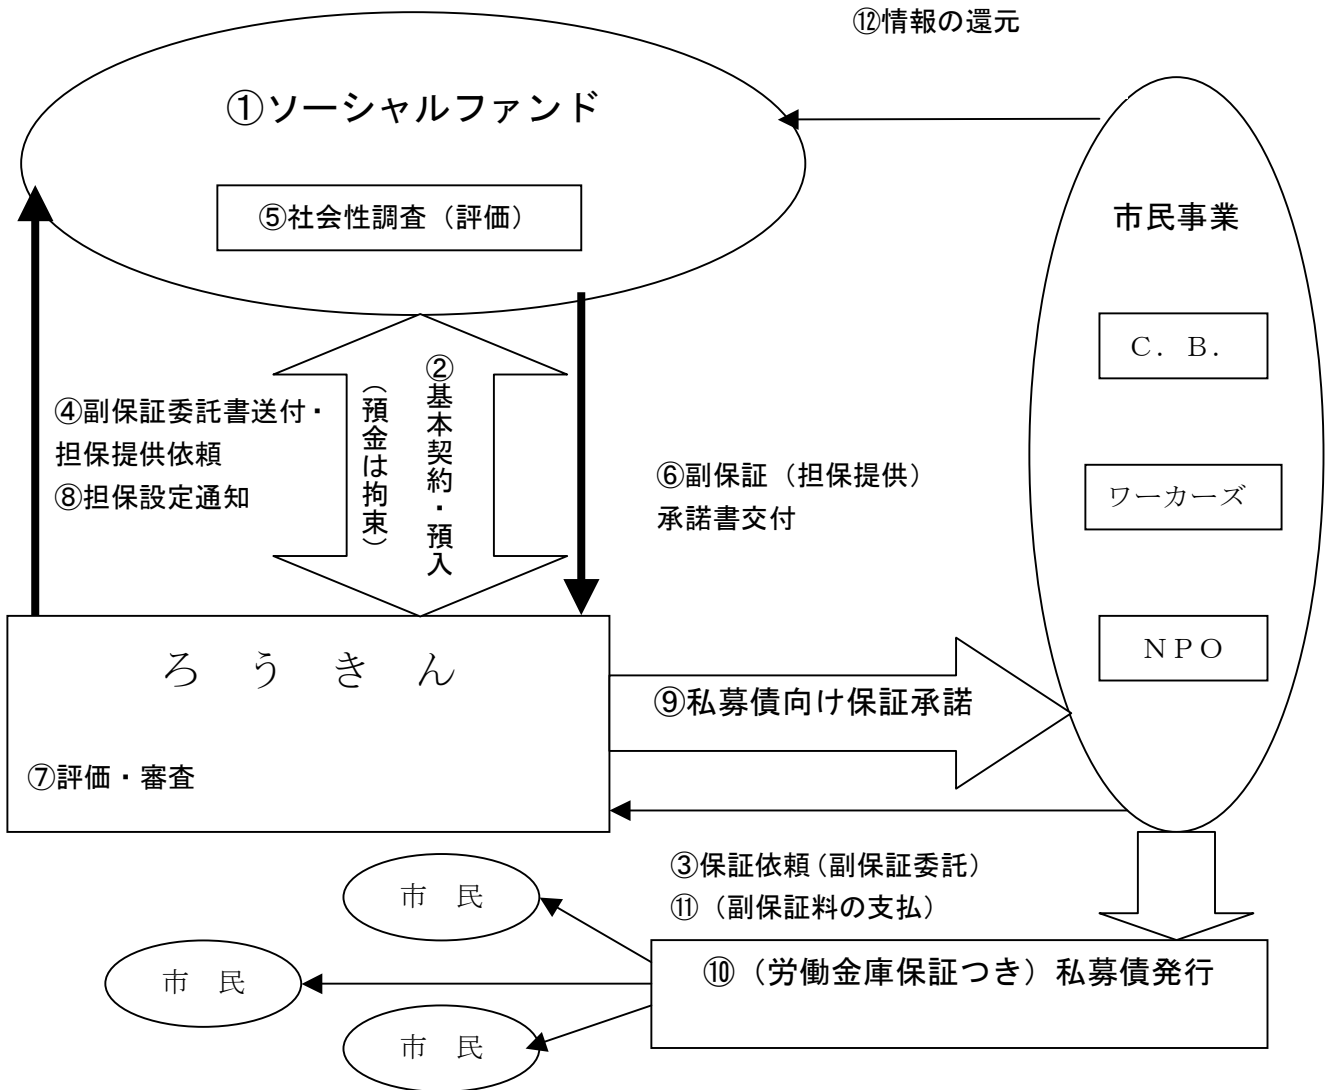 ⑫情報の還元
①ソーシャルファンド
⑤社会性調査（評価）
市民事業
C．B．
ワーカーズ
NPO
④副保証委託書送付・
担保提供依頼
⑧担保設定通知
②基本契約・預入
（預金は拘束）
⑥副保証（担保提供）
承諾書交付
ろうきん
⑦評価・審査
⑨私募債向け保証承諾
③保証依頼（副保証委託）
⑪（副保証料の支払）
⑩（労働金庫保証つき）私募債発行
市　民
市　民
市　民